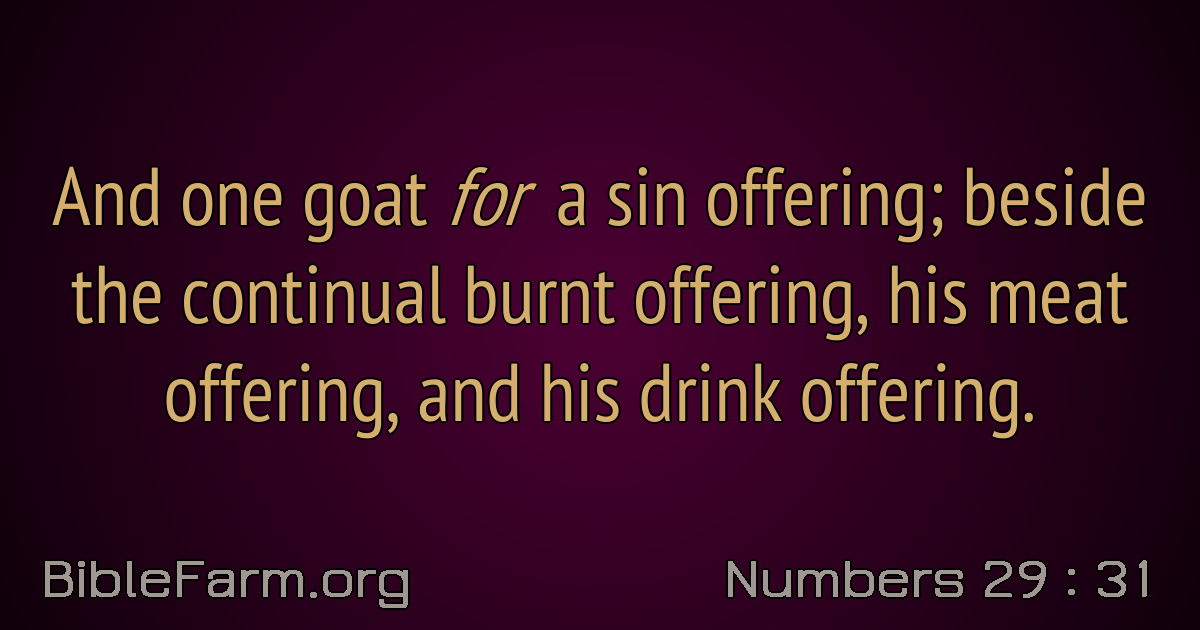 And one goat for a sin offering; beside
the continual burnt offering, his meat
offering, and his drink offering.
BibleFarm.org
Numbers 29 : 31